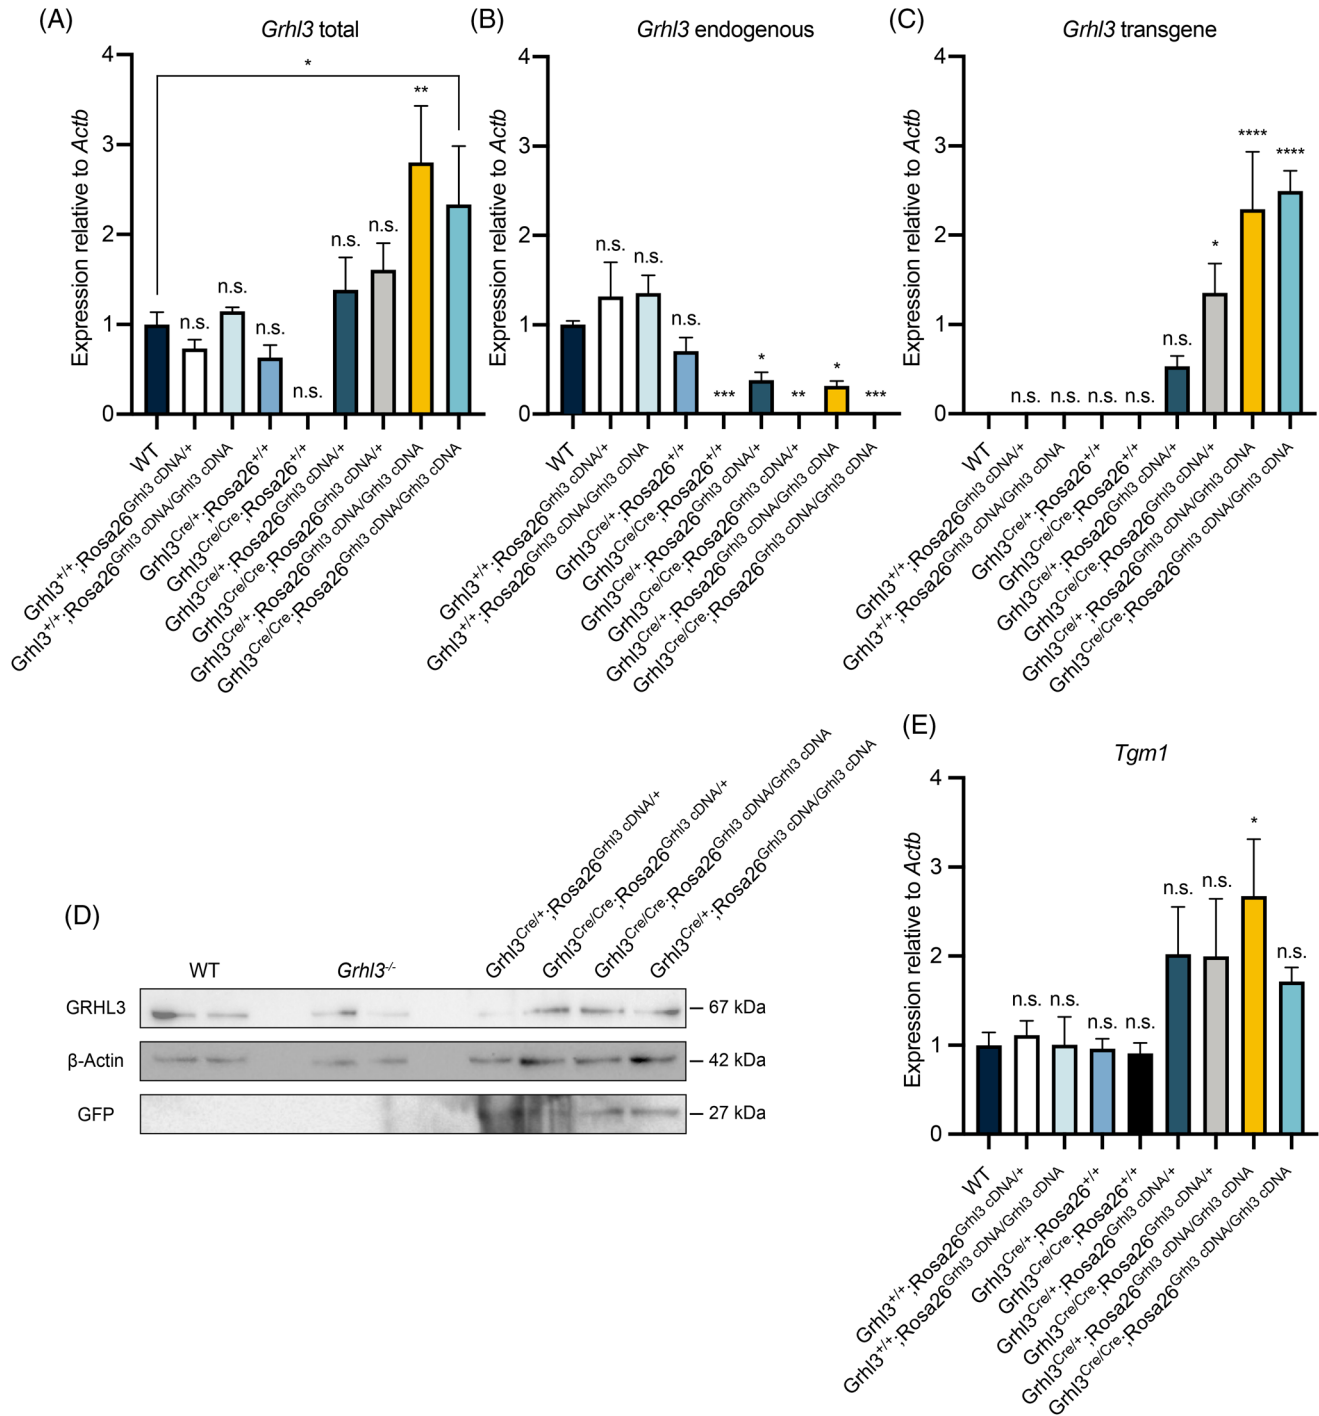 (A)
Grhl3 total
Expression relative to Actb
4
3
2
1
0
*
n.s.
n.s.
n.s.
n.s.
n.s.
n.s.
**
WT
Grhl3+/+;Rosa26Grhl3 cDNA/+
Grhl3+/+;Rosa26Grhl3 cDNA/Grhl3 cDNA
Grhl3Cre/+;Rosa26+/+
Grhl3Cre/Cre;Rosa26+/+
Grhl3Cre/+;Rosa26Grhl3 cDNA/+
Grhl3Cre/Cre;Rosa26Grhl3 cDNA/+
Grhl3Cre/+;Rosa26Grhl3 cDNA/Grhl3 cDNA
Grhl3Cre/Cre;Rosa26Grhl3 cDNA/Grhl3 cDNA
(B)
Grhl3 endogenous
Expression relative to Actb
4
3
2
1
0
n.s.
n.s.
n.s.
***
*
**
*
***
WT
Grhl3+/+;Rosa26Grhl3 cDNA/+
Grhl3+/+;Rosa26Grhl3 cDNA/Grhl3 cDNA
Grhl3Cre/+;Rosa26+/+
Grhl3Cre/Cre;Rosa26+/+
Grhl3Cre/+;Rosa26Grhl3 cDNA/+
Grhl3Cre/Cre;Rosa26Grhl3 cDNA/+
Grhl3Cre/+;Rosa26Grhl3 cDNA/Grhl3 cDNA
Grhl3Cre/Cre;Rosa26Grhl3 cDNA/Grhl3 cDNA
(C)
Grhl3 transgene
Expression relative to Actb
4
3
2
1
0
n.s.
n.s.
n.s.
n.s.
n.s.
*
****
****
WT
Grhl3+/+;Rosa26Grhl3 cDNA/+
Grhl3+/+;Rosa26Grhl3 cDNA/Grhl3 cDNA
Grhl3Cre/+;Rosa26+/+
Grhl3Cre/Cre;Rosa26+/+
Grhl3Cre/+;Rosa26Grhl3 cDNA/+
Grhl3Cre/Cre;Rosa26Grhl3 cDNA/+
Grhl3Cre/+;Rosa26Grhl3 cDNA/Grhl3 cDNA
Grhl3Cre/Cre;Rosa26Grhl3 cDNA/Grhl3 cDNA
(D)
WT
Grhl3-/-
Grhl3Cre/+;Rosa26Grhl3 cDNA/+
Grhl3Cre/Cre;Rosa26Grhl3 cDNA/+
Grhl3Cre/Cre;Rosa26Grhl3 cDNA/Grhl3 cDNA
Grhl3Cre/+;Rosa26Grhl3 cDNA/Grhl3 cDNA
GRHL3
67 kDa
β-Actin
42 kDa
GFP
27 kDa
(E)
Tgm1
Expression relative to Actb
4
3
2
1
0
n.s.
n.s.
n.s.
n.s.
n.s.
n.s.
*
n.s.
WT
Grhl3+/+;Rosa26Grhl3 cDNA/+
Grhl3+/+;Rosa26Grhl3 cDNA/Grhl3 cDNA
Grhl3Cre/+;Rosa26+/+
Grhl3Cre/Cre;Rosa26+/+
Grhl3Cre/+;Rosa26Grhl3 cDNA/+
Grhl3Cre/Cre;Rosa26Grhl3 cDNA/+
Grhl3Cre/+;Rosa26Grhl3 cDNA/Grhl3 cDNA
Grhl3Cre/Cre;Rosa26Grhl3 cDNA/Grhl3 cDNA